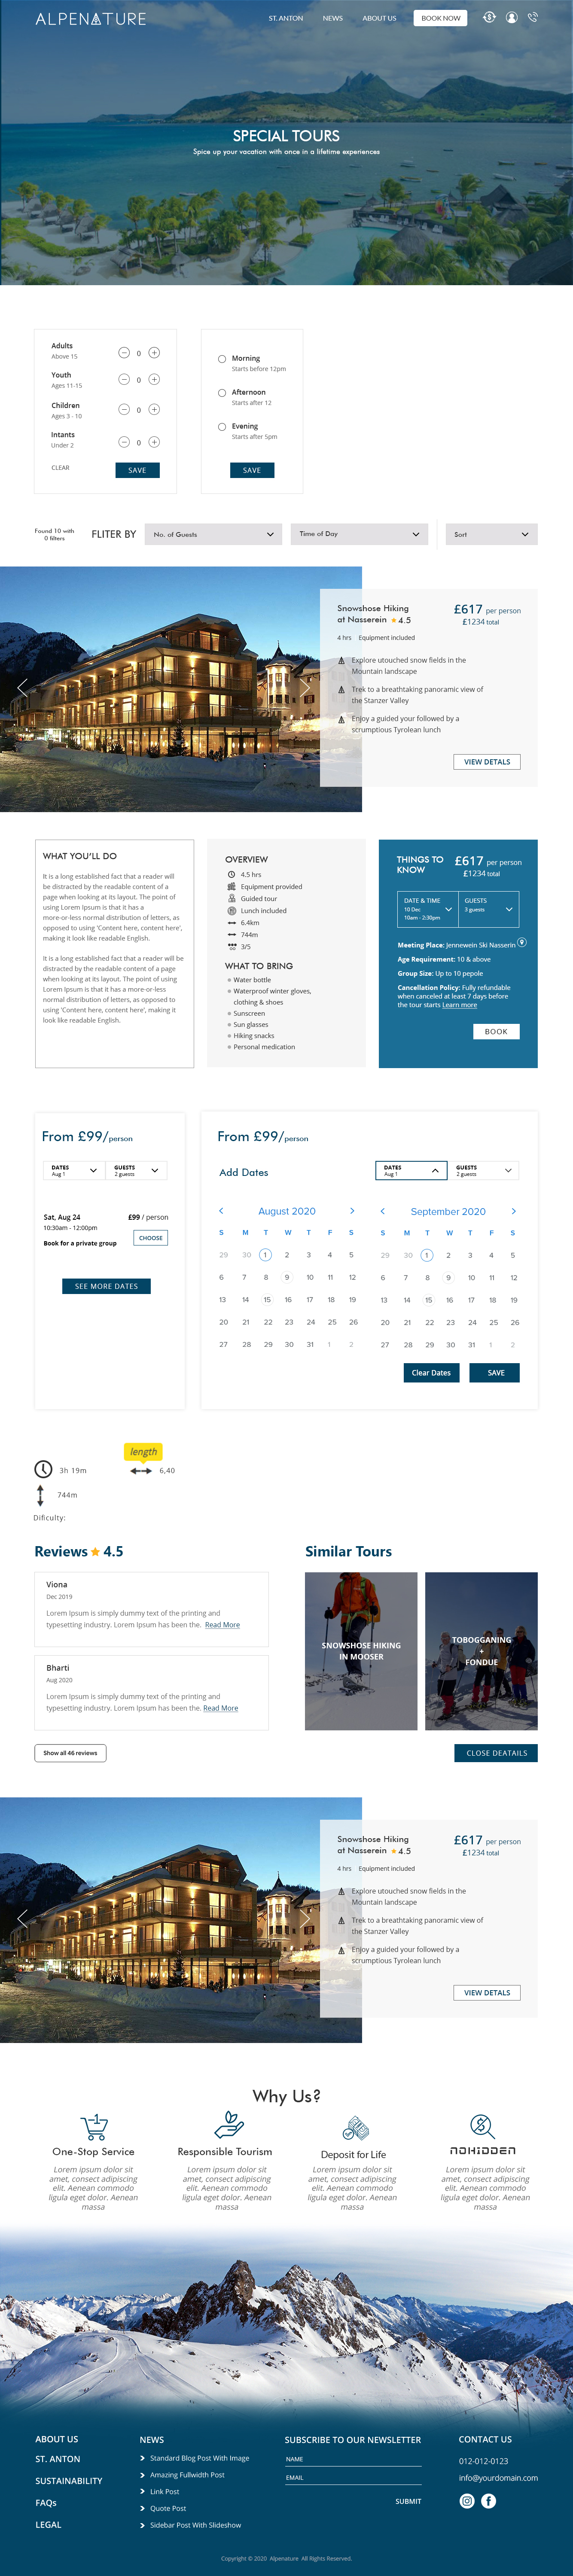 ALPENATURE
ST. ANTON NEWS ABOUT US BOOK NOW
SPECIAL TOURS
Spice up your vacation with once in a lifetime experiences
Adults
Above 15
0
Youth
Ages 11-15
0
Children
Ages 3 - 10
0
Intants
Under 2
0
CLEAR
SAVE
Morning
Starts before 12pm
Afternoon
Starts after 12
Evening
Starts after 5pm
SAVE
Found 10 with
0 filters
FLITER BY
No. of Guests
Time of Day
Sort
Snowshose Hiking
at Nasserein ★ 4.5
£617 per person
£1234 total
4 hrs Equipment included
Explore utouched snow fields in the
Mountain landscape
Trek to a breathtaking panoramic view of
the Stanzer Valley
Enjoy a guided your followed by a
scrumptious Tyrolean lunch
VIEW DETALS
WHAT YOU'LL DO
It is a long established fact that a reader will
be distracted by the readable content of a
page when looking at its layout. The point of
using Lorem Ipsum is that it has a
more-or-less normal distribution of letters, as
opposed to using 'Content here, content here',
making it look like readable English.
It is a long established fact that a reader will be
distracted by the readable content of a page
when looking at its layout. The point of using
Lorem Ipsum is that it has a more-or-less
normal distribution of letters, as opposed to
using 'Content here, content here', making it
look like readable English.
OVERVIEW
4.5 hrs
Equipment provided
Guided tour
Lunch included
6.4km
744m
3/5
WHAT TO BRING
Water bottle
Waterproof winter gloves,
clothing & shoes
Sunscreen
Sun glasses
Hiking snacks
Personal medication
THINGS TO
KNOW
£617 per person
£1234 total
DATE & TIME
10 Dec
10am - 2:30pm
GUESTS
3 guests
Meeting Place: Jennewein Ski Nasserin
Age Requirement: 10 & above
Group Size: Up to 10 pepole
Cancellation Policy: Fully refundable
when canceled at least 7 days before
the tour starts Learn more
BOOK
From £99/person
DATES
Aug 1
GUESTS
2 guests
Sat, Aug 24
£99 / person
10:30am - 12:00pm
Book for a private group
CHOOSE
SEE MORE DATES
From £99/person
Add Dates
DATES
Aug 1
GUESTS
2 guests
August 2020
S M T W T F S
29 30 1 2 3 4 5
6 7 8 9 10 11 12
13 14 15 16 17 18 19
20 21 22 23 24 25 26
27 28 29 30 31 1 2
September 2020
S M T W T F S
29 30 1 2 3 4 5
6 7 8 9 10 11 12
13 14 15 16 17 18 19
20 21 22 23 24 25 26
27 28 29 30 31 1 2
Clear Dates
SAVE
length
3h 19m
6,40
744m
Dificulty:
Reviews ★ 4.5
Viona
Dec 2019
Lorem Ipsum is simply dummy text of the printing and
typesetting industry. Lorem Ipsum has been the. Read More
Bharti
Aug 2020
Lorem Ipsum is simply dummy text of the printing and
typesetting industry. Lorem Ipsum has been the. Read More
Show all 46 reviews
Similar Tours
SNOWSHOSE HIKING
IN MOOSER
TOBOGGANING
+
FONDUE
CLOSE DEATAILS
Snowshose Hiking
at Nasserein ★ 4.5
£617 per person
£1234 total
4 hrs Equipment included
Explore utouched snow fields in the
Mountain landscape
Trek to a breathtaking panoramic view of
the Stanzer Valley
Enjoy a guided your followed by a
scrumptious Tyrolean lunch
VIEW DETALS
Why Us?
One-Stop Service
Lorem ipsum dolor sit
amet, consect adipiscing
elit. Aenean commodo
ligula eget dolor. Aenean
massa
Responsible Tourism
Lorem ipsum dolor sit
amet, consect adipiscing
elit. Aenean commodo
ligula eget dolor. Aenean
massa
Deposit for Life
Lorem ipsum dolor sit
amet, consect adipiscing
elit. Aenean commodo
ligula eget dolor. Aenean
massa
NOHIDDEN
Lorem ipsum dolor sit
amet, consect adipiscing
elit. Aenean commodo
ligula eget dolor. Aenean
massa
ABOUT US
ST. ANTON
SUSTAINABILITY
FAQs
LEGAL
NEWS
Standard Blog Post With Image
Amazing Fullwidth Post
Link Post
Quote Post
Sidebar Post With Slideshow
SUBSCRIBE TO OUR NEWSLETTER
NAME
EMAIL
SUBMIT
CONTACT US
012-012-0123
info@yourdomain.com
Copyright © 2020 Alpenature All Rights Reserved.